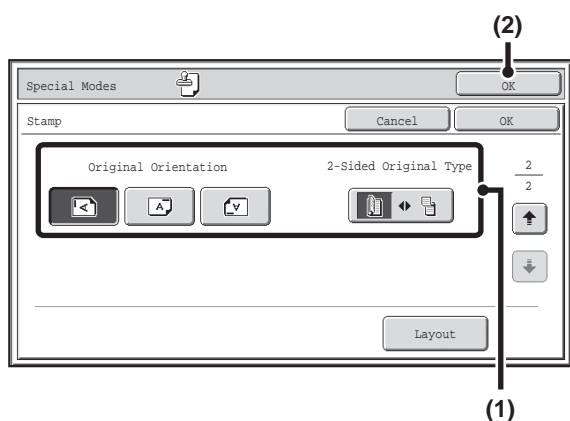 (2)
Special Modes OK
Stamp Cancel OK
Original Orientation 2-Sided Original Type 2
2
A A A
Layout
(1)